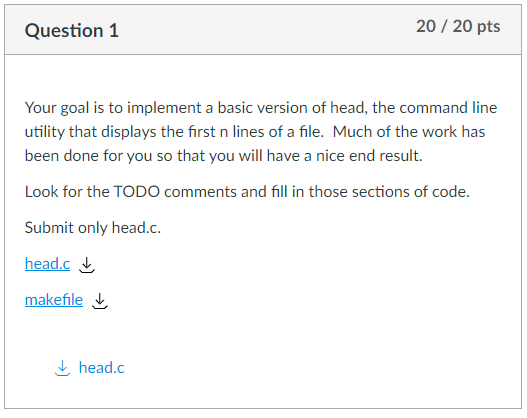 Question 1
20 / 20 pts
Your goal is to implement a basic version of head, the command line
utility that displays the first n lines of a file.  Much of the work has
been done for you so that you will have a nice end result.
Look for the TODO comments and fill in those sections of code.
Submit only head.c.
head.c
makefile
head.c